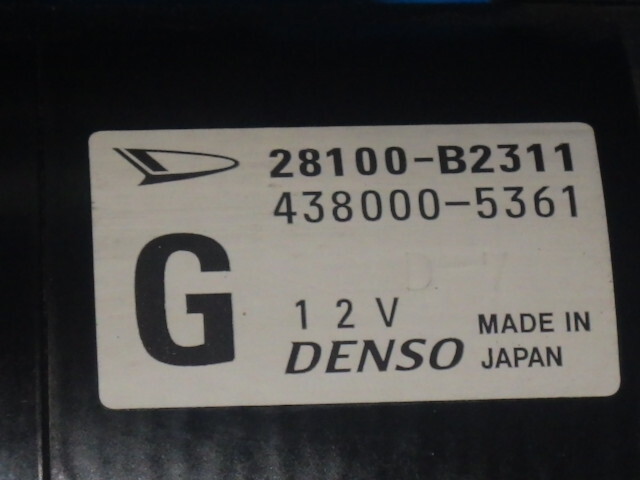 28100-B2311
438000-5361
G
12V
DENSO
MADE IN
JAPAN